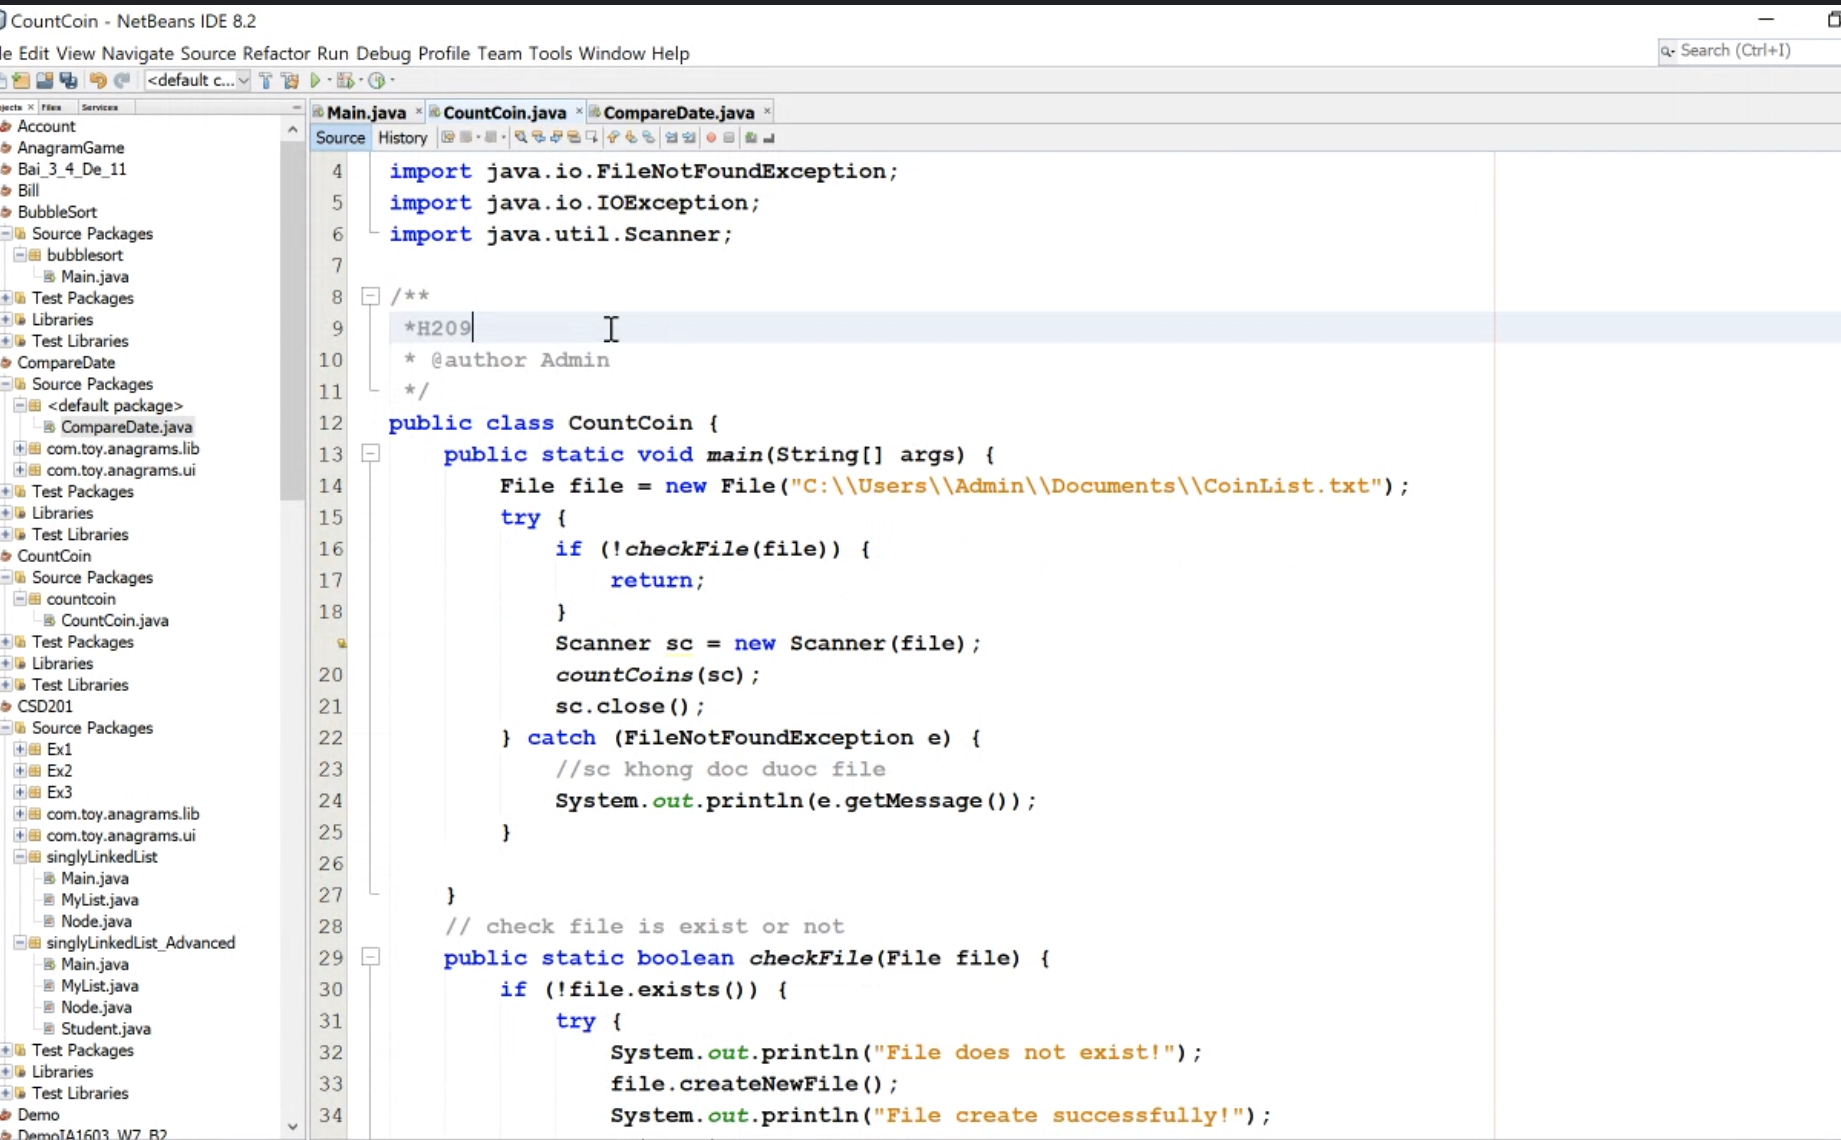 CountCoin - NetBeans IDE 8.2
le Edit View Navigate Source Refactor Run Debug Profile Team Tools Window Help
Search (Ctrl+I)
<default c...
jects Files Services
Main.java CountCoin.java CompareDate.java
Source History
Account
AnagramGame
Bai_3_4_De_11
Bill
BubbleSort
Source Packages
bubblesort
Main.java
Test Packages
Libraries
Test Libraries
CompareDate
Source Packages
<default package>
CompareDate.java
com.toy.anagrams.lib
com.toy.anagrams.ui
Test Packages
Libraries
Test Libraries
CountCoin
Source Packages
countcoin
CountCoin.java
Test Packages
Libraries
Test Libraries
CSD201
Source Packages
Ex1
Ex2
Ex3
com.toy.anagrams.lib
com.toy.anagrams.ui
singlyLinkedList
Main.java
MyList.java
Node.java
singlyLinkedList_Advanced
Main.java
MyList.java
Node.java
Student.java
Test Packages
Libraries
Test Libraries
Demo
DemoIA1603_W7_B2
4 import java.io.FileNotFoundException;
5 import java.io.IOException;
6 import java.util.Scanner;
7
8 /**
9 *H209
10 * @author Admin
11 */
12 public class CountCoin {
13 public static void main(String[] args) {
14 File file = new File("C:\\Users\\Admin\\Documents\\CoinList.txt");
15 try {
16 if (!checkFile(file)) {
17 return;
18 }
Scanner sc = new Scanner(file);
20 countCoins(sc);
21 sc.close();
22 } catch (FileNotFoundException e) {
23 //sc khong doc duoc file
24 System.out.println(e.getMessage());
25 }
26
27 }
28 // check file is exist or not
29 public static boolean checkFile(File file) {
30 if (!file.exists()) {
31 try {
32 System.out.println("File does not exist!");
33 file.createNewFile();
34 System.out.println("File create successfully!");